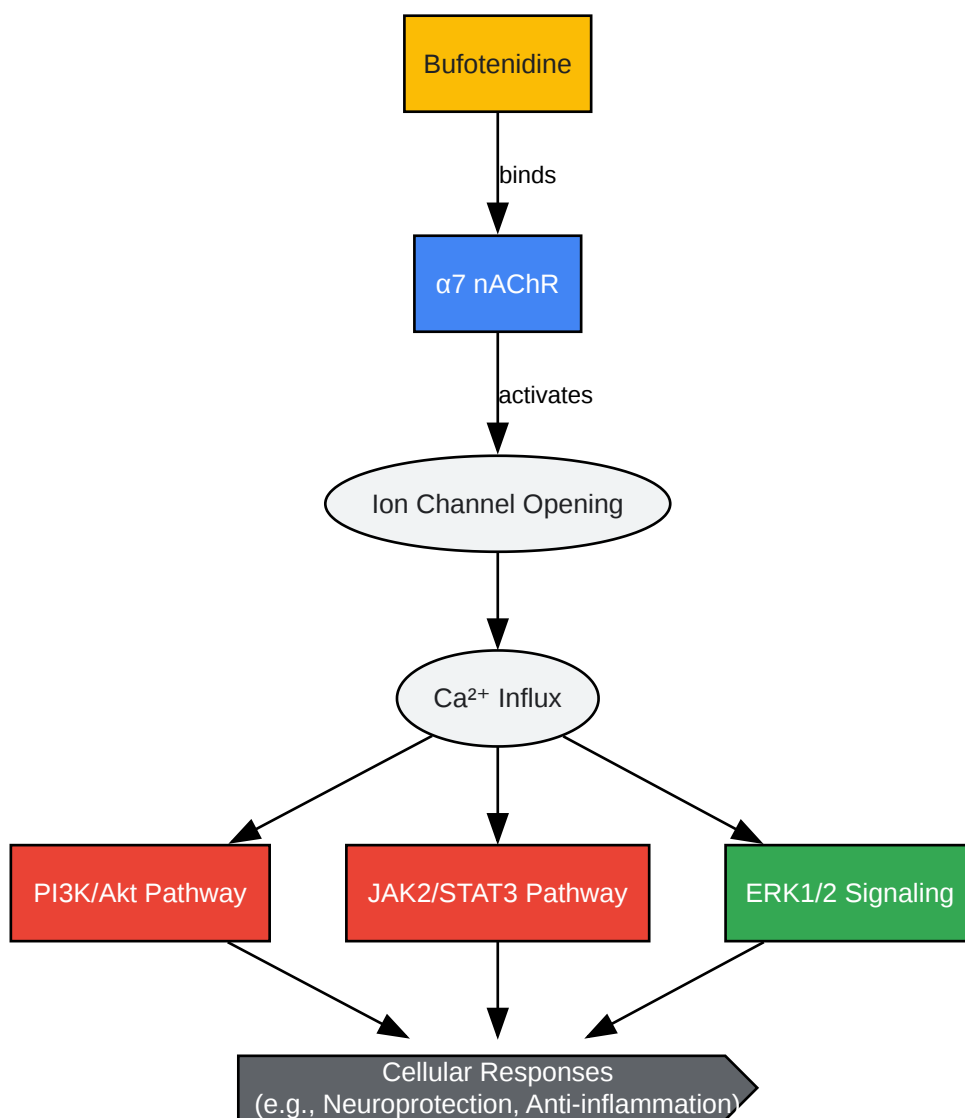 Bufotenidine
binds
α7 nAChR
activates
Ion Channel Opening
Ca²⁺ Influx
PI3K/Akt Pathway
JAK2/STAT3 Pathway
ERK1/2 Signaling
Cellular Responses
(e.g., Neuroprotection, Anti-inflammation)